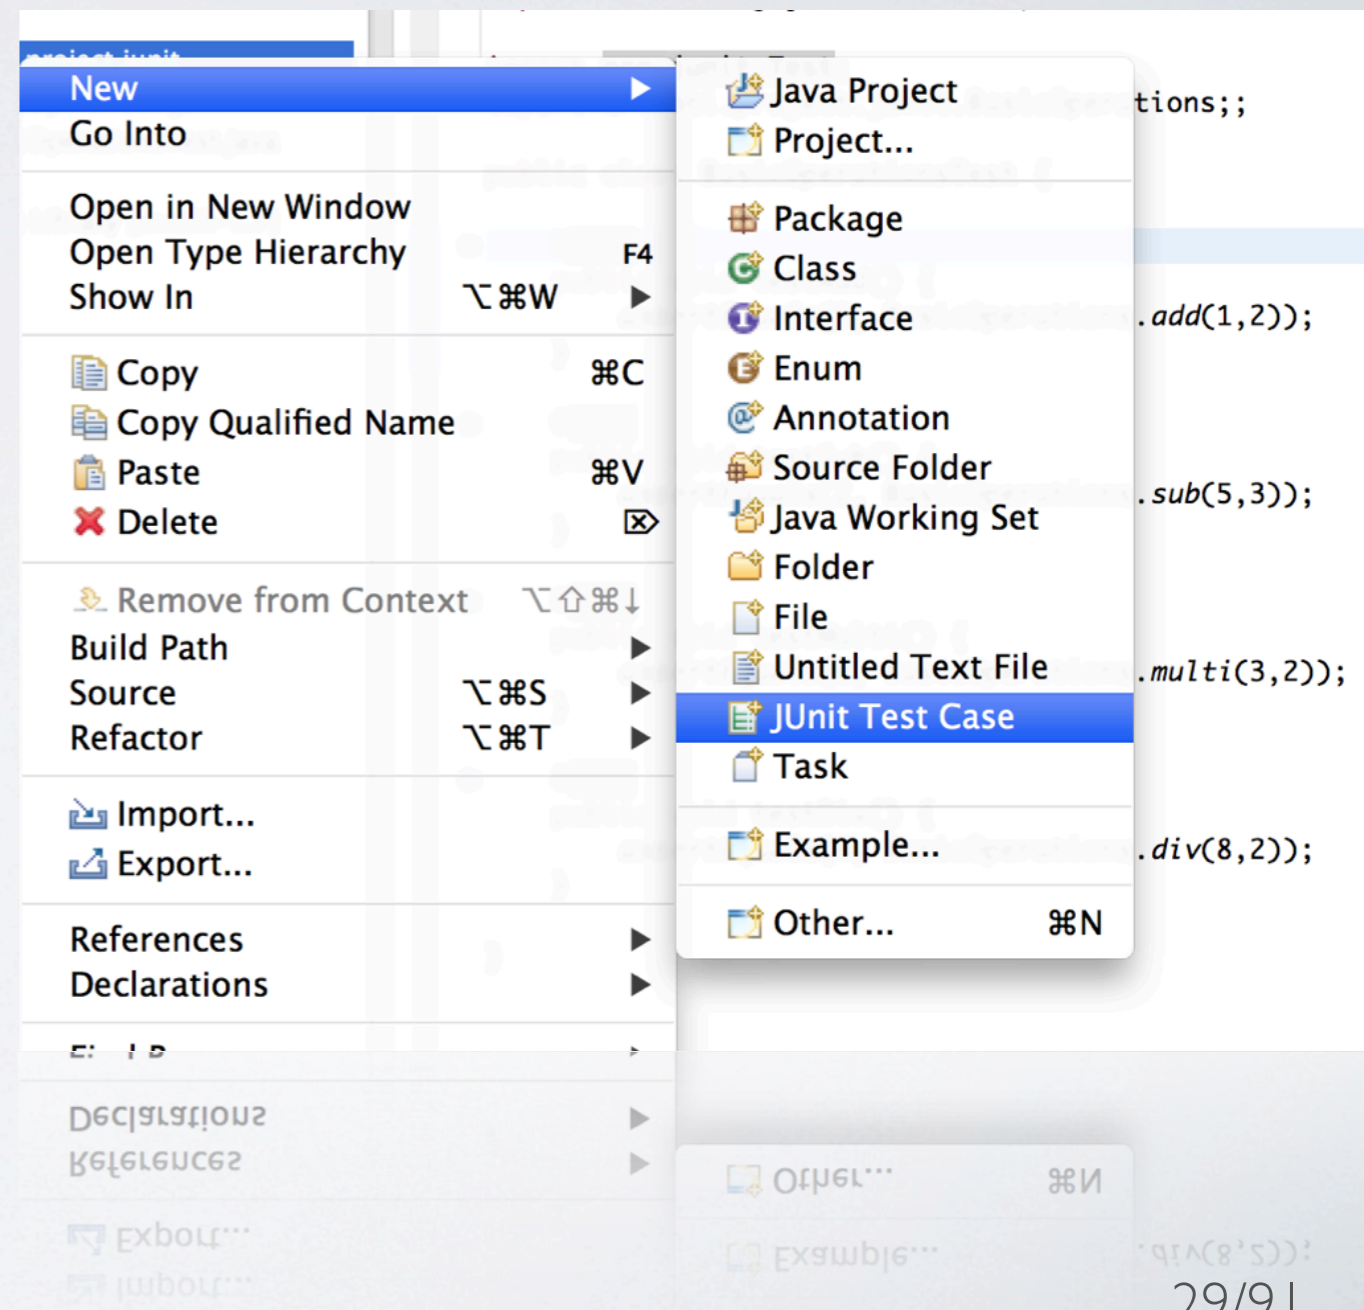 New
Go Into
Open in New Window
Open Type Hierarchy F4
Show In ⌥⌘W
Copy ⌘C
Copy Qualified Name
Paste ⌘V
Delete ⌦
Remove from Context ⌥⇧⌘↓
Build Path
Source ⌥⌘S
Refactor ⌥⌘T
Import...
Export...
References
Declarations
Java Project
Project...
Package
Class
Interface
Enum
Annotation
Source Folder
Java Working Set
Folder
File
Untitled Text File
JUnit Test Case
Task
Example...
Other... ⌘N
tions;;
.add(1,2));
.sub(5,3));
.multi(3,2));
.div(8,2));
29/91